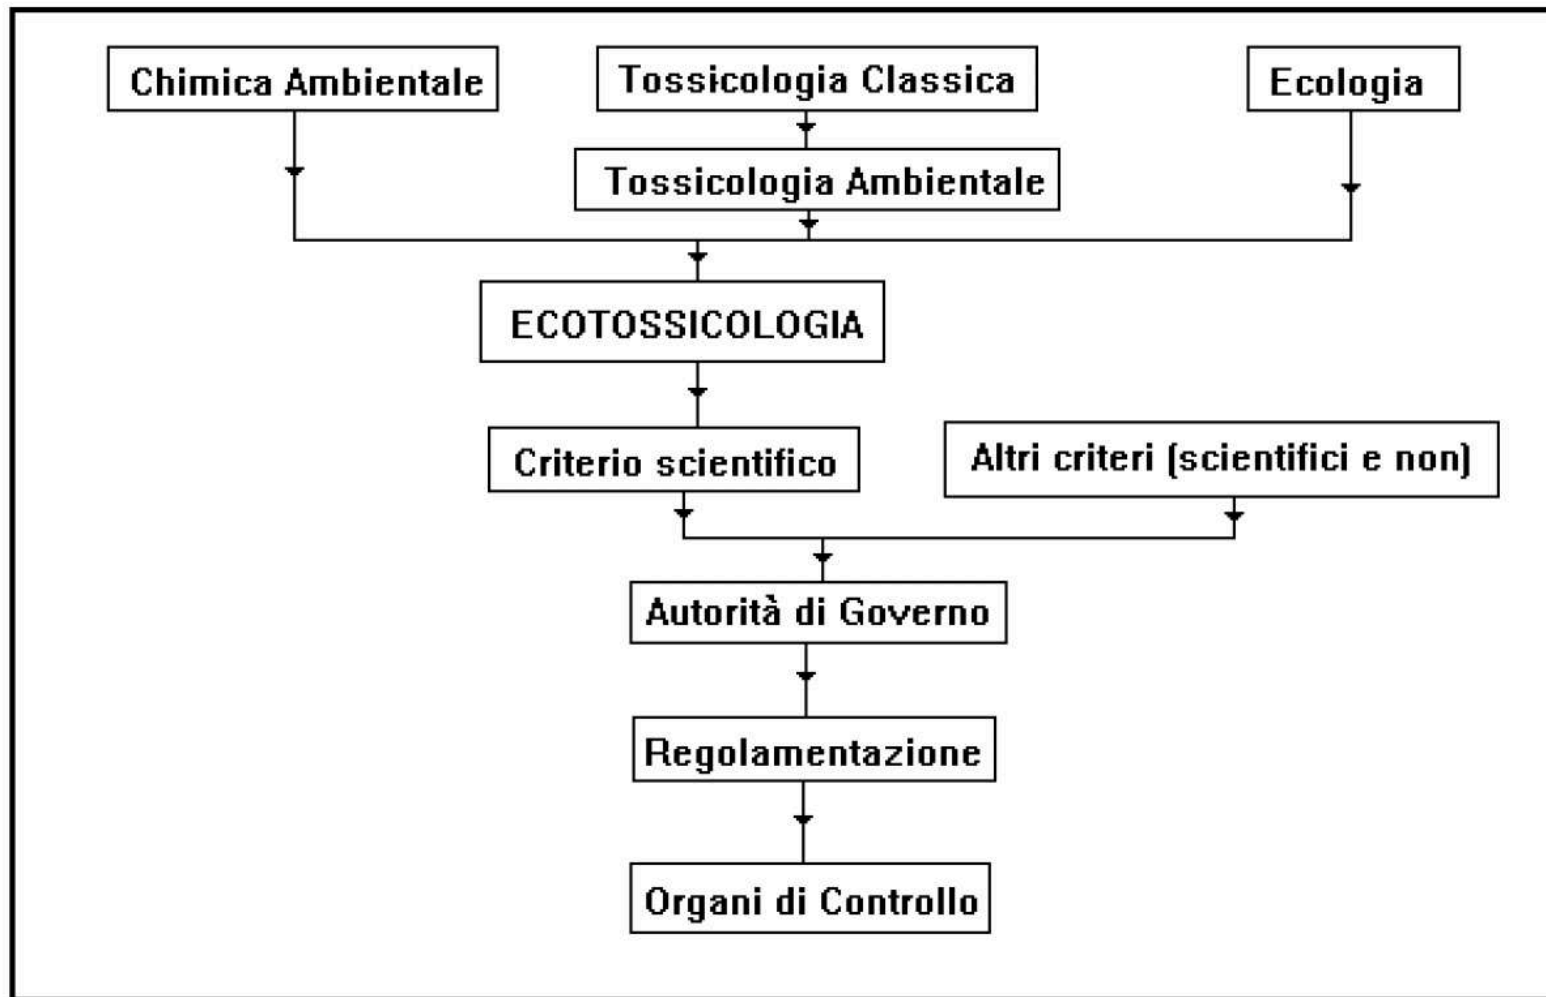 Chimica Ambientale
Tossicologia Classica
Ecologia
Tossicologia Ambientale
ECOTOSSICOLOGIA
Criterio scientifico
Altri criteri (scientifici e non)
Autorità di Governo
Regolamentazione
Organi di Controllo